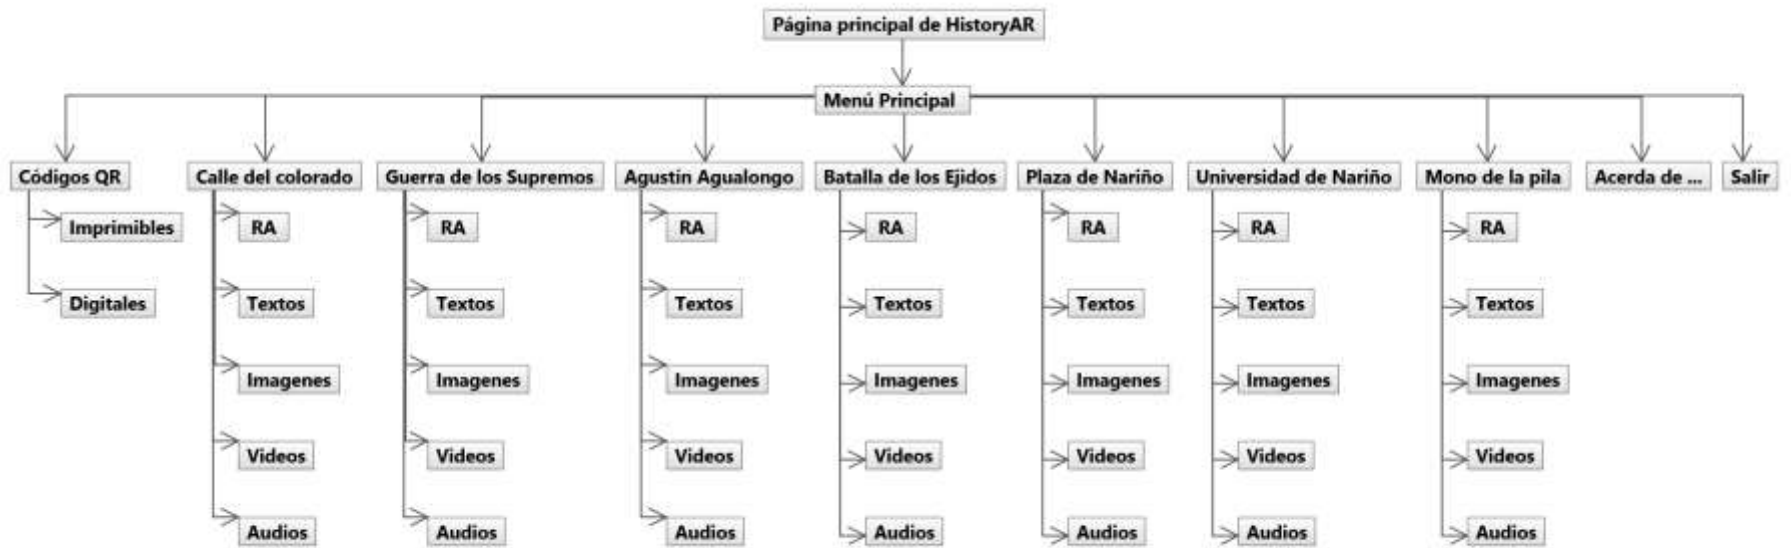 Página principal de HistoryAR
Menú Principal
Códigos QR
Calle del colorado
Guerra de los Supremos
Agustin Agualongo
Batalla de los Ejidos
Plaza de Nariño
Universidad de Nariño
Mono de la pila
Acerda de ...
Salir
Imprimibles
RA
RA
RA
RA
RA
RA
RA
Digitales
Textos
Textos
Textos
Textos
Textos
Textos
Textos
Imagenes
Imagenes
Imagenes
Imagenes
Imagenes
Imagenes
Imagenes
Videos
Videos
Videos
Videos
Videos
Videos
Videos
Audios
Audios
Audios
Audios
Audios
Audios
Audios